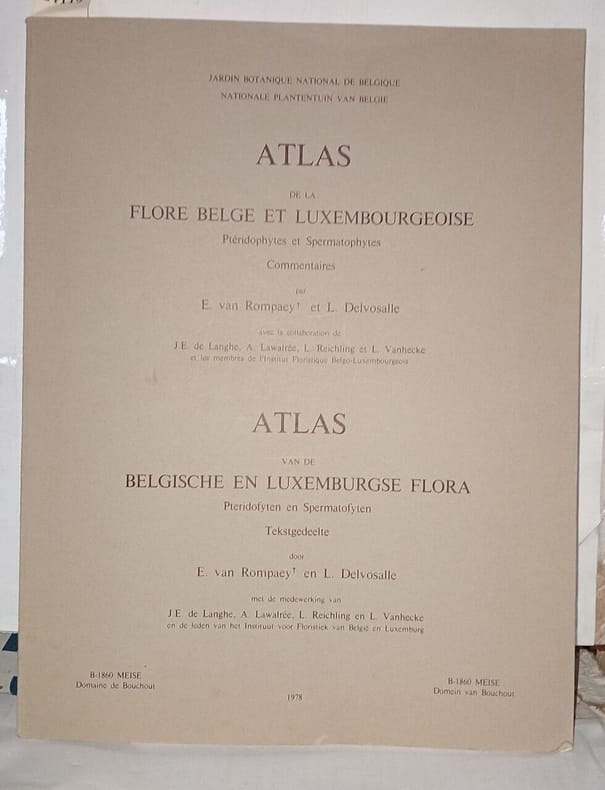 JARDIN BOTANIQUE NATIONAL DE BELGIQUE
NATIONALE PLANTENTUIN VAN BELGIË
ATLAS
DE LA
FLORE BELGE ET LUXEMBOURGEOISE
Ptéridophytes et Spermatophytes
Commentaires
par
E. van Rompaey† et L. Delvosalle
avec la collaboration de
J.E. de Langhe, A. Lawalrée, L. Reichling et L. Vanhecke
et les membres de l'Institut Floristique Belgo-Luxembourgeois
ATLAS
VAN DE
BELGISCHE EN LUXEMBURGSE FLORA
Pteridofyten en Spermatofyten
Tekstgedeelte
door
E. van Rompaey† en L. Delvosalle
met de medewerking van
J.E. de Langhe, A. Lawalrée, L. Reichling en L. Vanhecke
en de leden van het Instituut voor Floristiek van België en Luxemburg
B-1860 MEISE
Domaine de Bouchout
1978
B-1860 MEISE
Domein van Bouchout